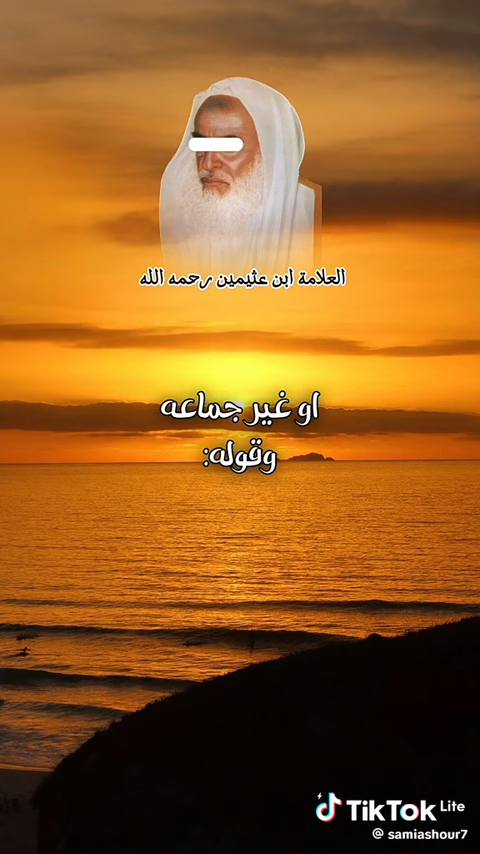 العلامة ابن عثيمين رحمه الله
او غير جماعه
وقوله:
TikTok Lite
@samiashour7